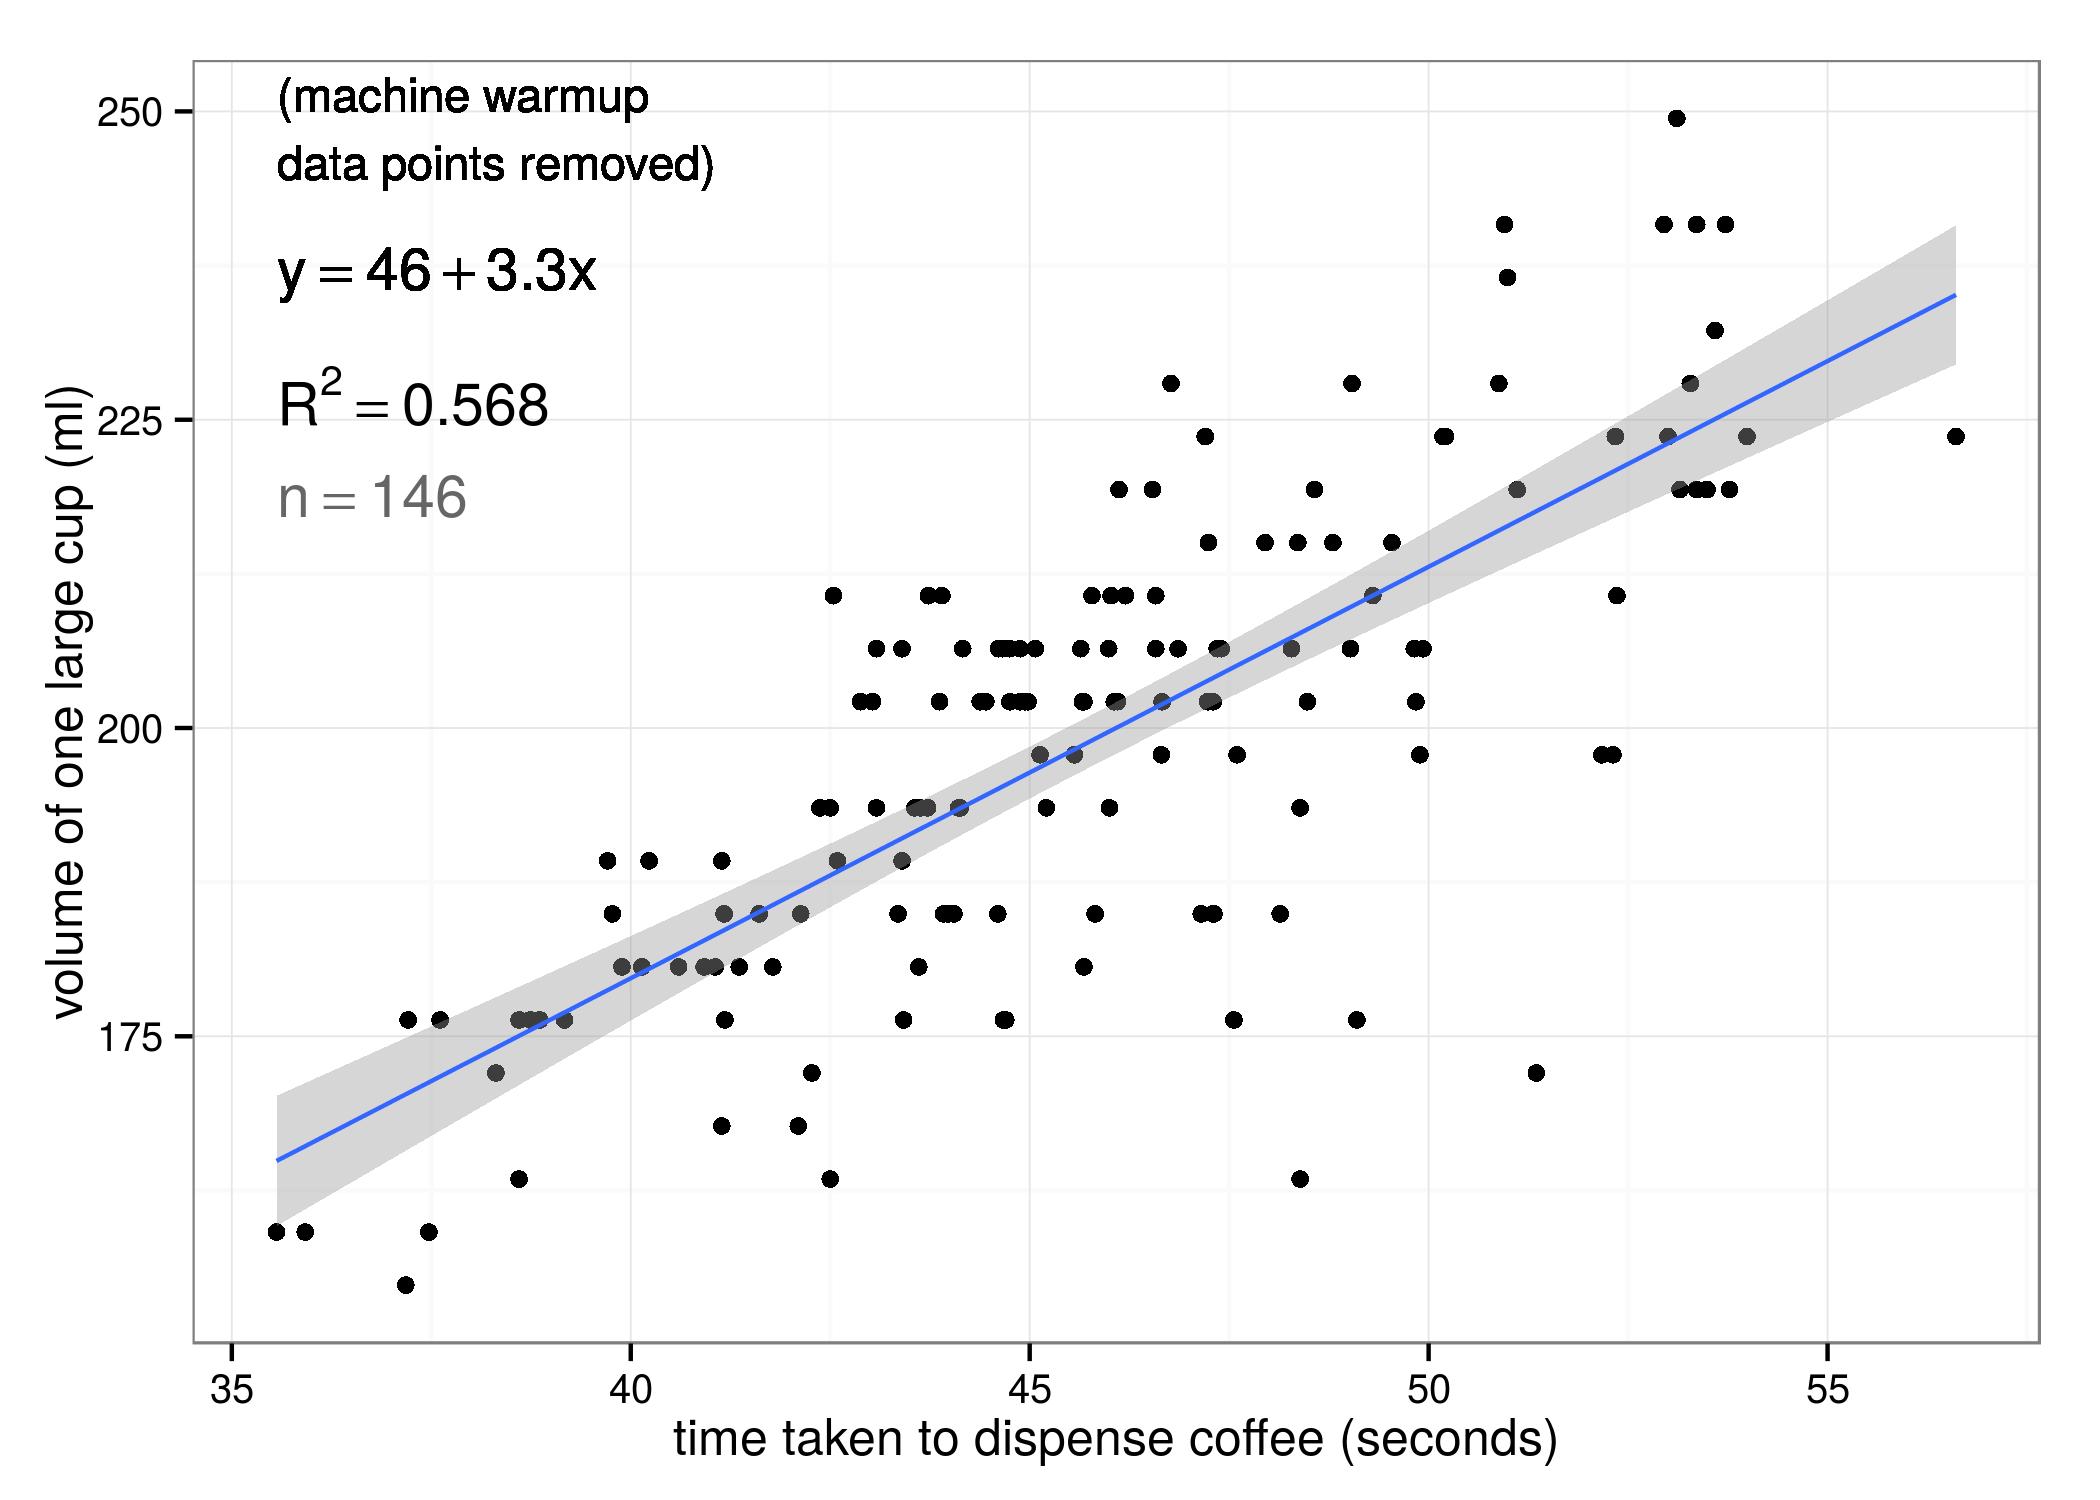 (machine warmup
data points removed)
y = 46 + 3.3x
R² = 0.568
n = 146
250
225
200
175
volume of one large cup (ml)
35 40 45 50 55
time taken to dispense coffee (seconds)